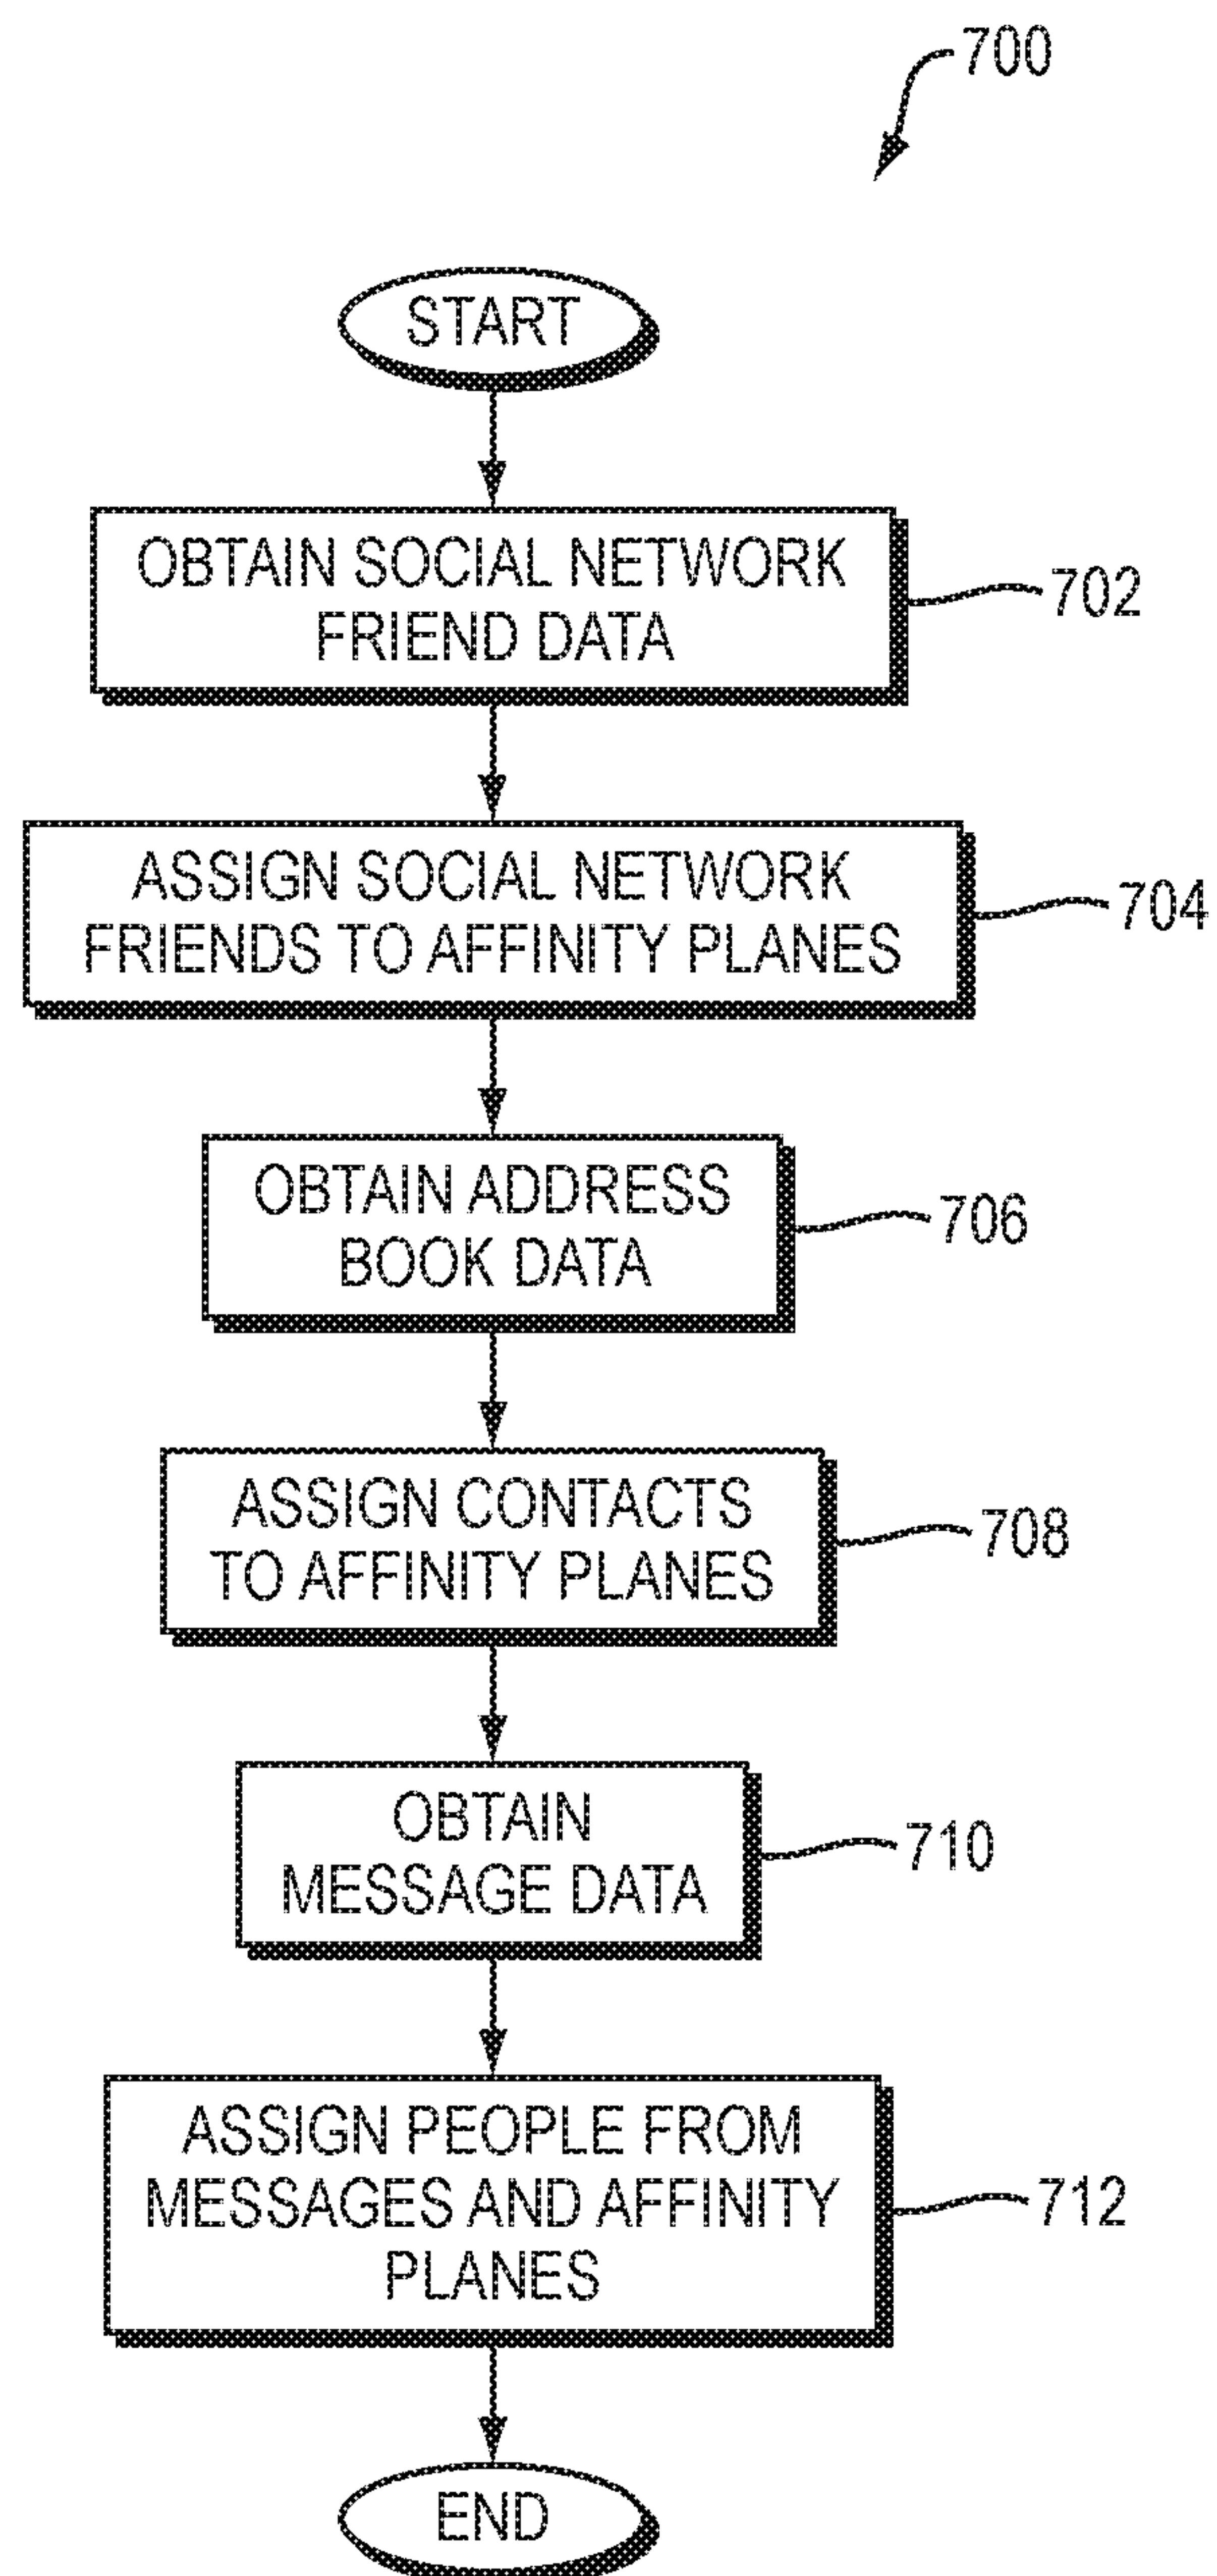 700
START
OBTAIN SOCIAL NETWORK
FRIEND DATA
702
ASSIGN SOCIAL NETWORK
FRIENDS TO AFFINITY PLANES
704
OBTAIN ADDRESS
BOOK DATA
706
ASSIGN CONTACTS
TO AFFINITY PLANES
708
OBTAIN
MESSAGE DATA
710
ASSIGN PEOPLE FROM
MESSAGES AND AFFINITY
PLANES
712
END